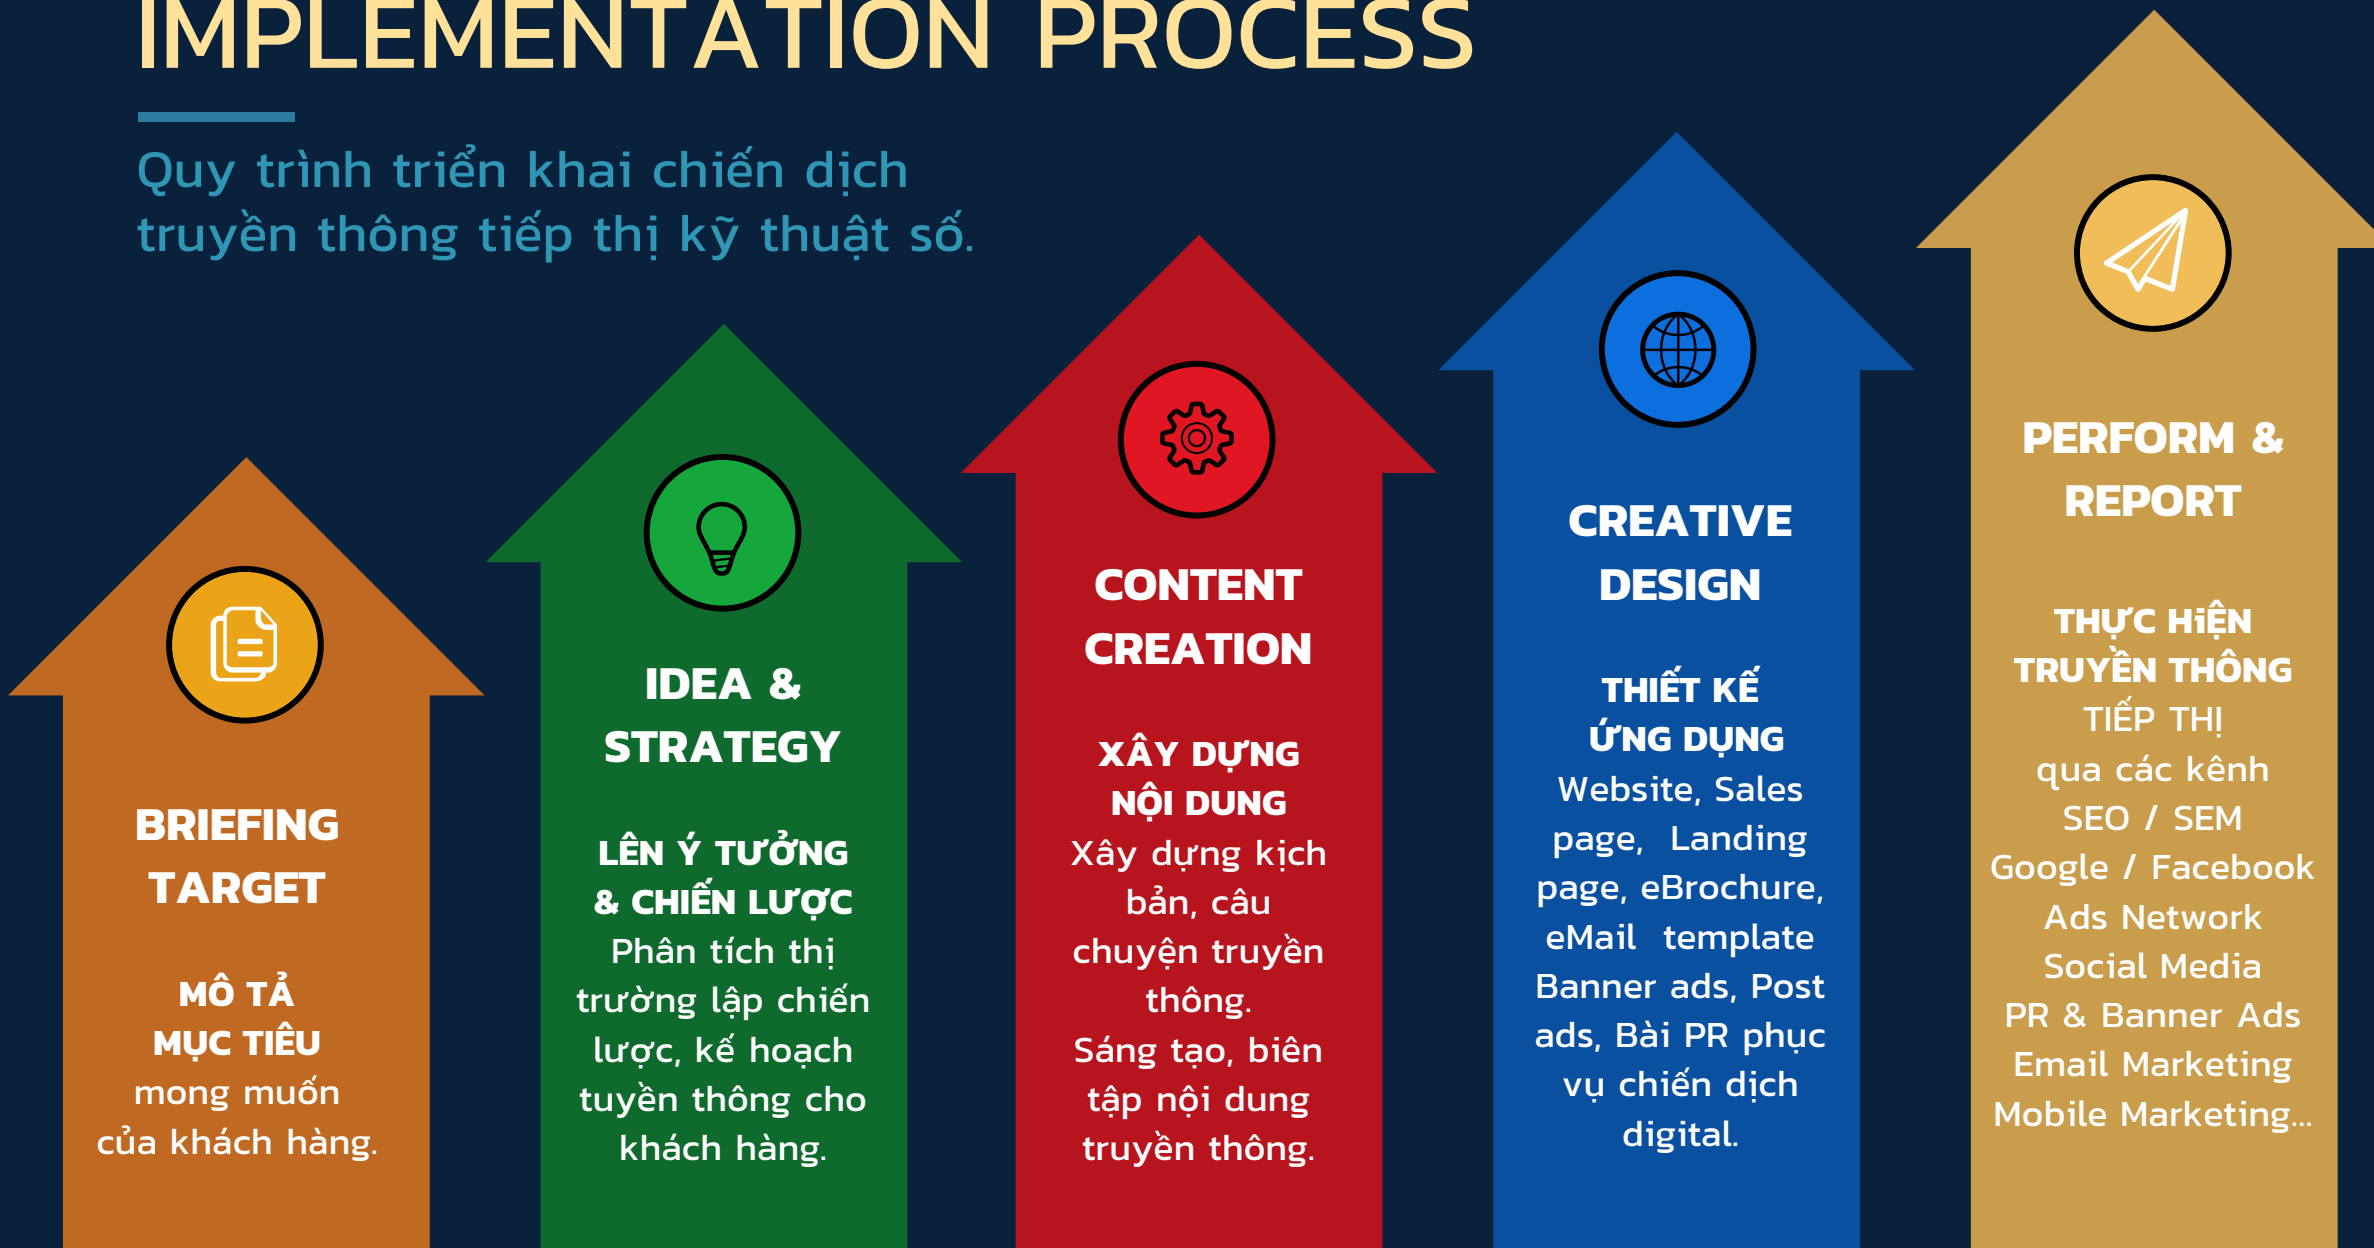 IMPLEMENTATION PROCESS
Quy trình triển khai chiến dịch
truyền thông tiếp thị kỹ thuật số.
BRIEFING
TARGET
MÔ TẢ
MỤC TIÊU
mong muốn
của khách hàng.
IDEA &
STRATEGY
LÊN Ý TƯỞNG
& CHIẾN LƯỢC
Phân tích thị
trường lập chiến
lược, kế hoạch
tuyền thông cho
khách hàng.
CONTENT
CREATION
XÂY DỰNG
NỘI DUNG
Xây dựng kịch
bản, câu
chuyện truyền
thông.
Sáng tạo, biên
tập nội dung
truyền thông.
CREATIVE
DESIGN
THIẾT KẾ
ỨNG DỤNG
Website, Sales
page, Landing
page, eBrochure,
eMail template
Banner ads, Post
ads, Bài PR phục
vụ chiến dịch
digital.
PERFORM &
REPORT
THỰC HiỆN
TRUYỀN THÔNG
TIẾP THỊ
qua các kênh
SEO / SEM
Google / Facebook
Ads Network
Social Media
PR & Banner Ads
Email Marketing
Mobile Marketing...